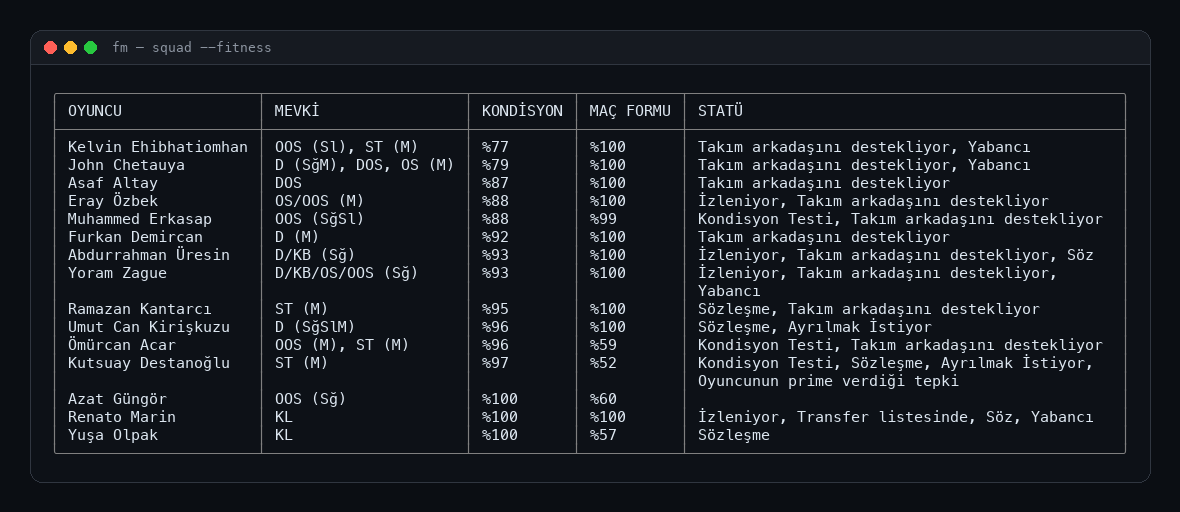 fm — squad --fitness
OYUNCU MEVKİ KONDİSYON MAÇ FORMU STATÜ
Kelvin Ehibhatiomhan OOS (Sl), ST (M) %77 %100 Takım arkadaşını destekliyor, Yabancı
John Chetauya D (SğM), DOS, OS (M) %79 %100 Takım arkadaşını destekliyor, Yabancı
Asaf Altay DOS %87 %100 Takım arkadaşını destekliyor
Eray Özbek OS/OOS (M) %88 %100 İzleniyor, Takım arkadaşını destekliyor
Muhammed Erkasap OOS (SğSl) %88 %99 Kondisyon Testi, Takım arkadaşını destekliyor
Furkan Demircan D (M) %92 %100 Takım arkadaşını destekliyor
Abdurrahman Üresin D/KB (Sğ) %93 %100 İzleniyor, Takım arkadaşını destekliyor, Söz
Yoram Zague D/KB/OS/OOS (Sğ) %93 %100 İzleniyor, Takım arkadaşını destekliyor,
Yabancı
Ramazan Kantarcı ST (M) %95 %100 Sözleşme, Takım arkadaşını destekliyor
Umut Can Kirişkuzu D (SğSlM) %96 %100 Sözleşme, Ayrılmak İstiyor
Ömürcan Acar OOS (M), ST (M) %96 %59 Kondisyon Testi, Takım arkadaşını destekliyor
Kutsuay Destanoğlu ST (M) %97 %52 Kondisyon Testi, Sözleşme, Ayrılmak İstiyor,
Oyuncunun prime verdiği tepki
Azat Güngör OOS (Sğ) %100 %60
Renato Marin KL %100 %100 İzleniyor, Transfer listesinde, Söz, Yabancı
Yuşa Olpak KL %100 %57 Sözleşme